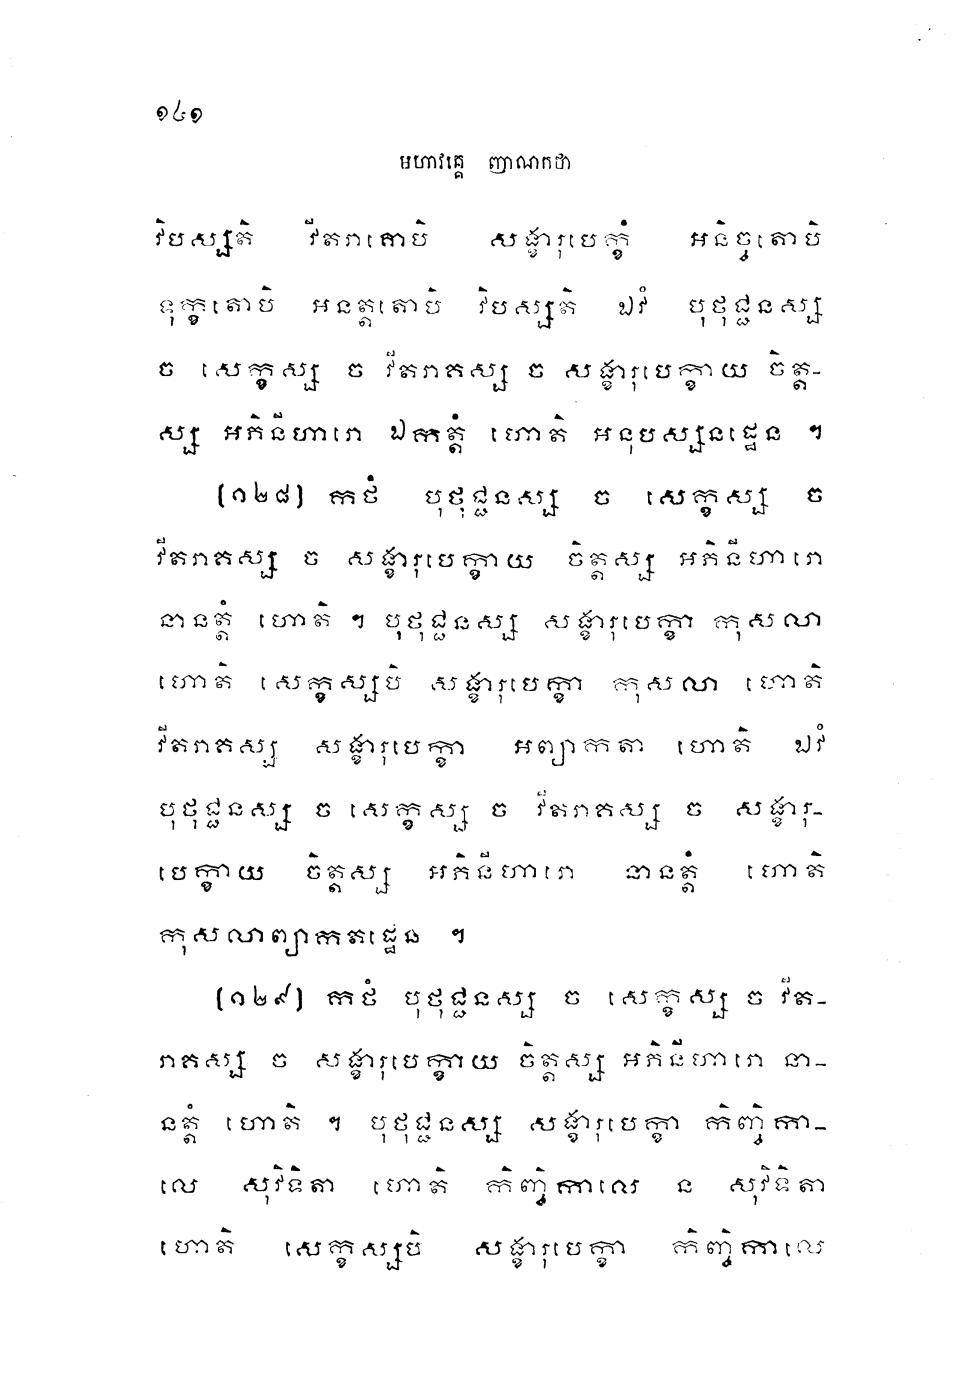 ១៤១
មហាវគ្គេ ញាណកថា
វិបស្សតិ វីតរាគោបិ សង្ខារុបេក្ខំ អនិច្ចតោបិ
ទុក្ខតោបិ អនត្តតោបិ វិបស្សតិ ឯវំ បុថុជ្ជនស្ស
ច សេក្ខស្ស ច វីតរាគស្ស ច សង្ខារុបេក្ខាយ ចិត្ត-
ស្ស អភិនីហារោ ឯកត្តំ ហោតិ អនុបស្សនដ្ឋេន ។
(១២៨) កថំ បុថុជ្ជនស្ស ច សេក្ខស្ស ច
វីតរាគស្ស ច សង្ខារុបេក្ខាយ ចិត្តស្ស អភិនីហារោ
នានត្តំ ហោតិ ។ បុថុជ្ជនស្ស សង្ខារុបេក្ខា កុសលា
ហោតិ សេក្ខស្សបិ សង្ខារុបេក្ខា កុសលា ហោតិ
វីតរាគស្ស សង្ខារុបេក្ខា អព្យាកតា ហោតិ ឯវំ
បុថុជ្ជនស្ស ច សេក្ខស្ស ច វីតរាគស្ស ច សង្ខារុ-
បេក្ខាយ ចិត្តស្ស អភិនីហារោ នានត្តំ ហោតិ
កុសលាព្យាកតដ្ឋេន ។
(១២៩) កថំ បុថុជ្ជនស្ស ច សេក្ខស្ស ច វីត-
រាគស្ស ច សង្ខារុបេក្ខាយ ចិត្តស្ស អភិនីហារោ នា-
នត្តំ ហោតិ ។ បុថុជ្ជនស្ស សង្ខារុបេក្ខា កិញ្ចិកា-
លេ សុវិទិតា ហោតិ កិញ្ចិកាលេ ន សុវិទិតា
ហោតិ សេក្ខស្សបិ សង្ខារុបេក្ខា កិញ្ចិកាលេ